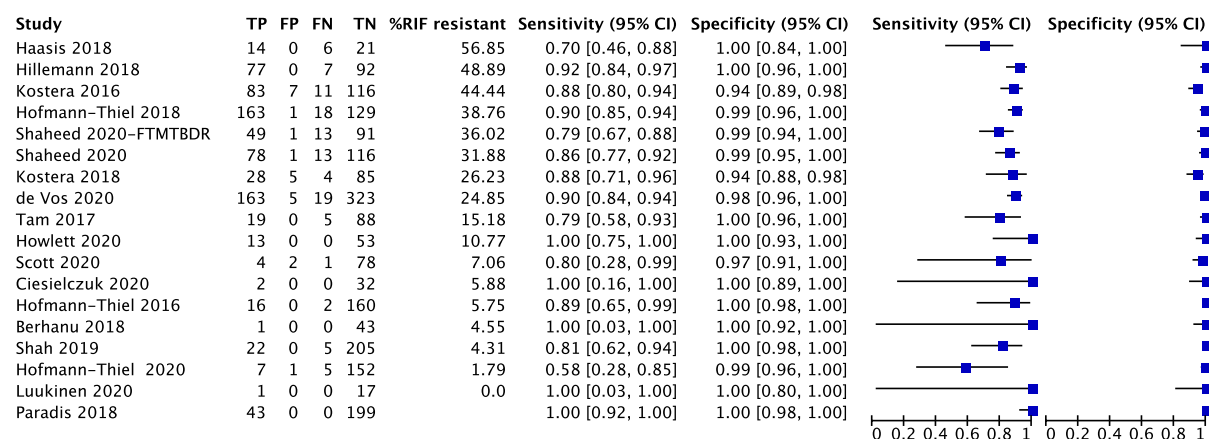 Study TP FP FN TN %RIF resistant Sensitivity (95% CI) Specificity (95% CI) Sensitivity (95% CI) Specificity (95% CI)
Haasis 2018 14 0 6 21 56.85 0.70 [0.46, 0.88] 1.00 [0.84, 1.00]
Hillemann 2018 77 0 7 92 48.89 0.92 [0.84, 0.97] 1.00 [0.96, 1.00]
Kostera 2016 83 7 11 116 44.44 0.88 [0.80, 0.94] 0.94 [0.89, 0.98]
Hofmann-Thiel 2018 163 1 18 129 38.76 0.90 [0.85, 0.94] 0.99 [0.96, 1.00]
Shaheed 2020-FTMTBDR 49 1 13 91 36.02 0.79 [0.67, 0.88] 0.99 [0.94, 1.00]
Shaheed 2020 78 1 13 116 31.88 0.86 [0.77, 0.92] 0.99 [0.95, 1.00]
Kostera 2018 28 5 4 85 26.23 0.88 [0.71, 0.96] 0.94 [0.88, 0.98]
de Vos 2020 163 5 19 323 24.85 0.90 [0.84, 0.94] 0.98 [0.96, 1.00]
Tam 2017 19 0 5 88 15.18 0.79 [0.58, 0.93] 1.00 [0.96, 1.00]
Howlett 2020 13 0 0 53 10.77 1.00 [0.75, 1.00] 1.00 [0.93, 1.00]
Scott 2020 4 2 1 78 7.06 0.80 [0.28, 0.99] 0.97 [0.91, 1.00]
Ciesielczuk 2020 2 0 0 32 5.88 1.00 [0.16, 1.00] 1.00 [0.89, 1.00]
Hofmann-Thiel 2016 16 0 2 160 5.75 0.89 [0.65, 0.99] 1.00 [0.98, 1.00]
Berhanu 2018 1 0 0 43 4.55 1.00 [0.03, 1.00] 1.00 [0.92, 1.00]
Shah 2019 22 0 5 205 4.31 0.81 [0.62, 0.94] 1.00 [0.98, 1.00]
Hofmann-Thiel 2020 7 1 5 152 1.79 0.58 [0.28, 0.85] 0.99 [0.96, 1.00]
Luukinen 2020 1 0 0 17 0.0 1.00 [0.03, 1.00] 1.00 [0.80, 1.00]
Paradis 2018 43 0 0 199 1.00 [0.92, 1.00] 1.00 [0.98, 1.00]
0 0.2 0.4 0.6 0.8 1 0 0.2 0.4 0.6 0.8 1